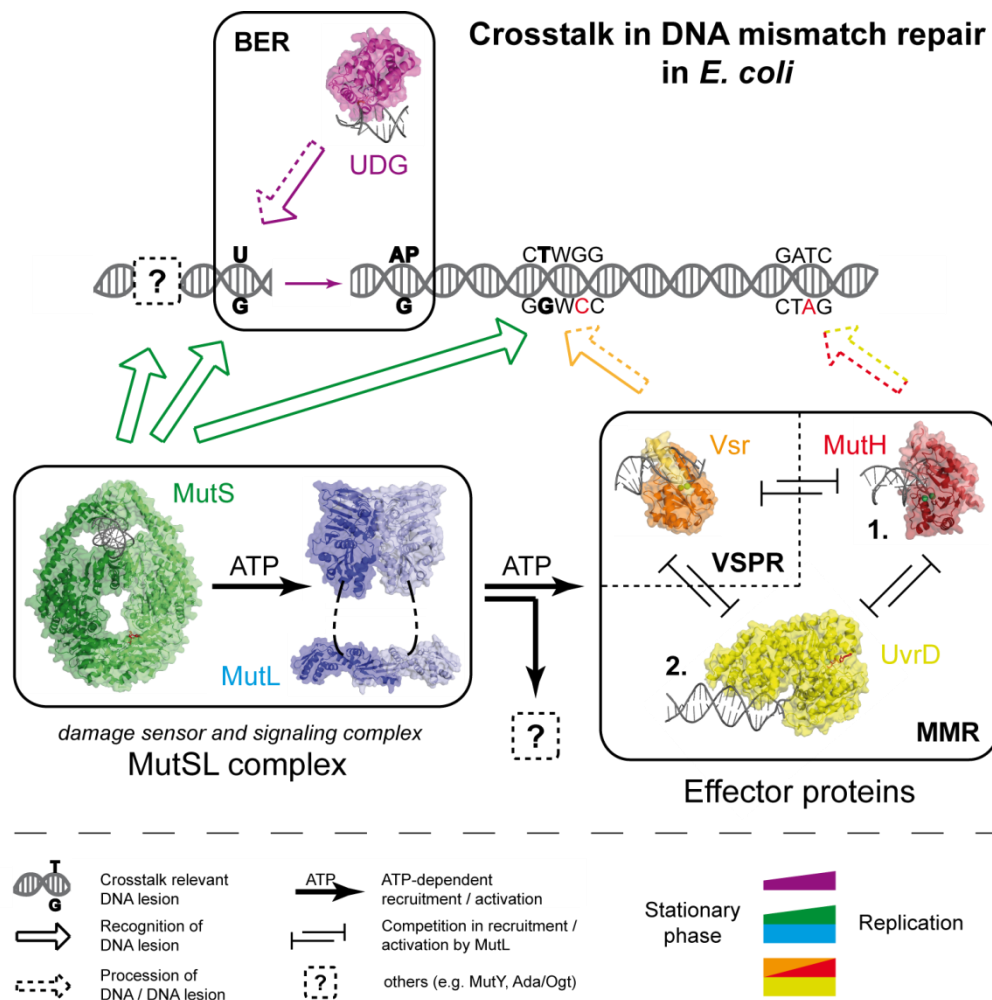 Crosstalk in DNA mismatch repair
in E. coli
BER
UDG
U
AP
CTWGG
GATC
?
G
G
GGWCC
CTAG
MutS
ATP
MutL
damage sensor and signaling complex
MutSL complex
ATP
?
Vsr
MutH
1.
VSPR
2.
UvrD
MMR
Effector proteins
T
G
Crosstalk relevant
DNA lesion
Recognition of
DNA lesion
Procession of
DNA / DNA lesion
ATP
ATP-dependent
recruitment / activation
Competition in recruitment /
activation by MutL
?
others (e.g. MutY, Ada/Ogt)
Stationary
phase
Replication